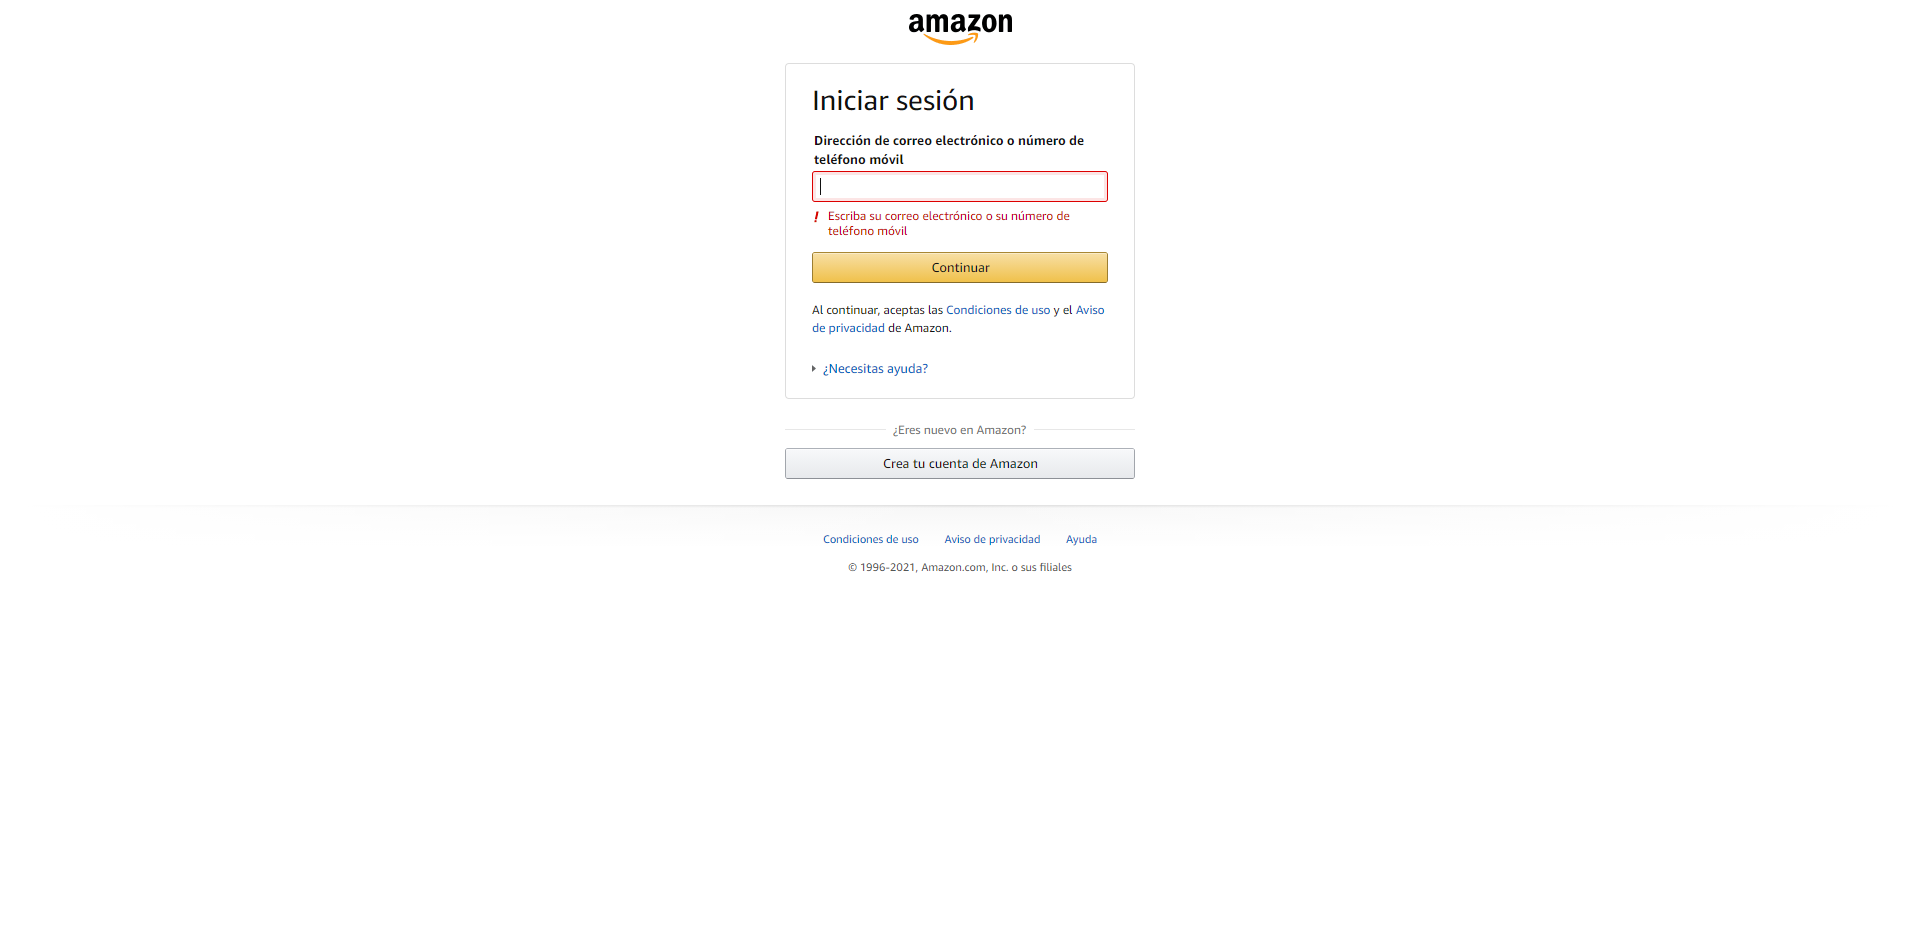 amazon
Iniciar sesión
Dirección de correo electrónico o número de
teléfono móvil
! Escriba su correo electrónico o su número de
teléfono móvil
Continuar
Al continuar, aceptas las Condiciones de uso y el Aviso
de privacidad de Amazon.
¿Necesitas ayuda?
¿Eres nuevo en Amazon?
Crea tu cuenta de Amazon
Condiciones de uso Aviso de privacidad Ayuda
© 1996-2021, Amazon.com, Inc. o sus filiales